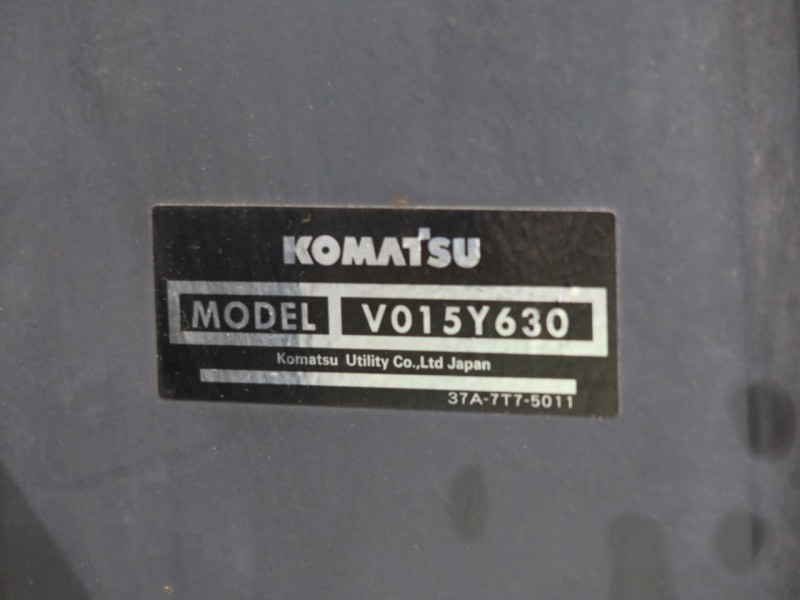 KOMATSU
MODEL V015Y630
Komatsu Utility Co.,Ltd Japan
37A-7T7-5011